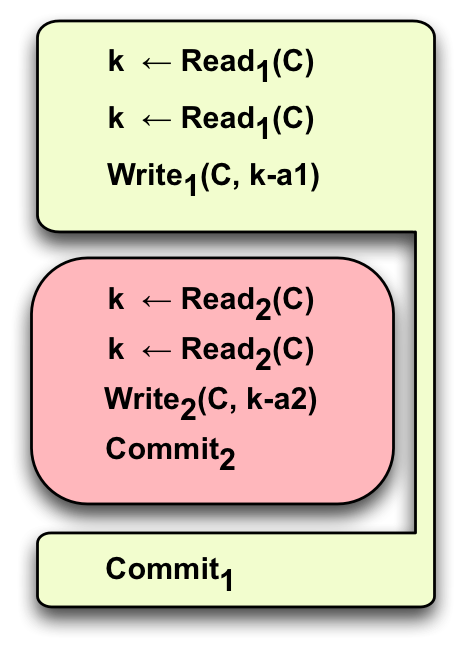 k ← Read1(C)
k ← Read1(C)
Write1(C, k-a1)
k ← Read2(C)
k ← Read2(C)
Write2(C, k-a2)
Commit2
Commit1